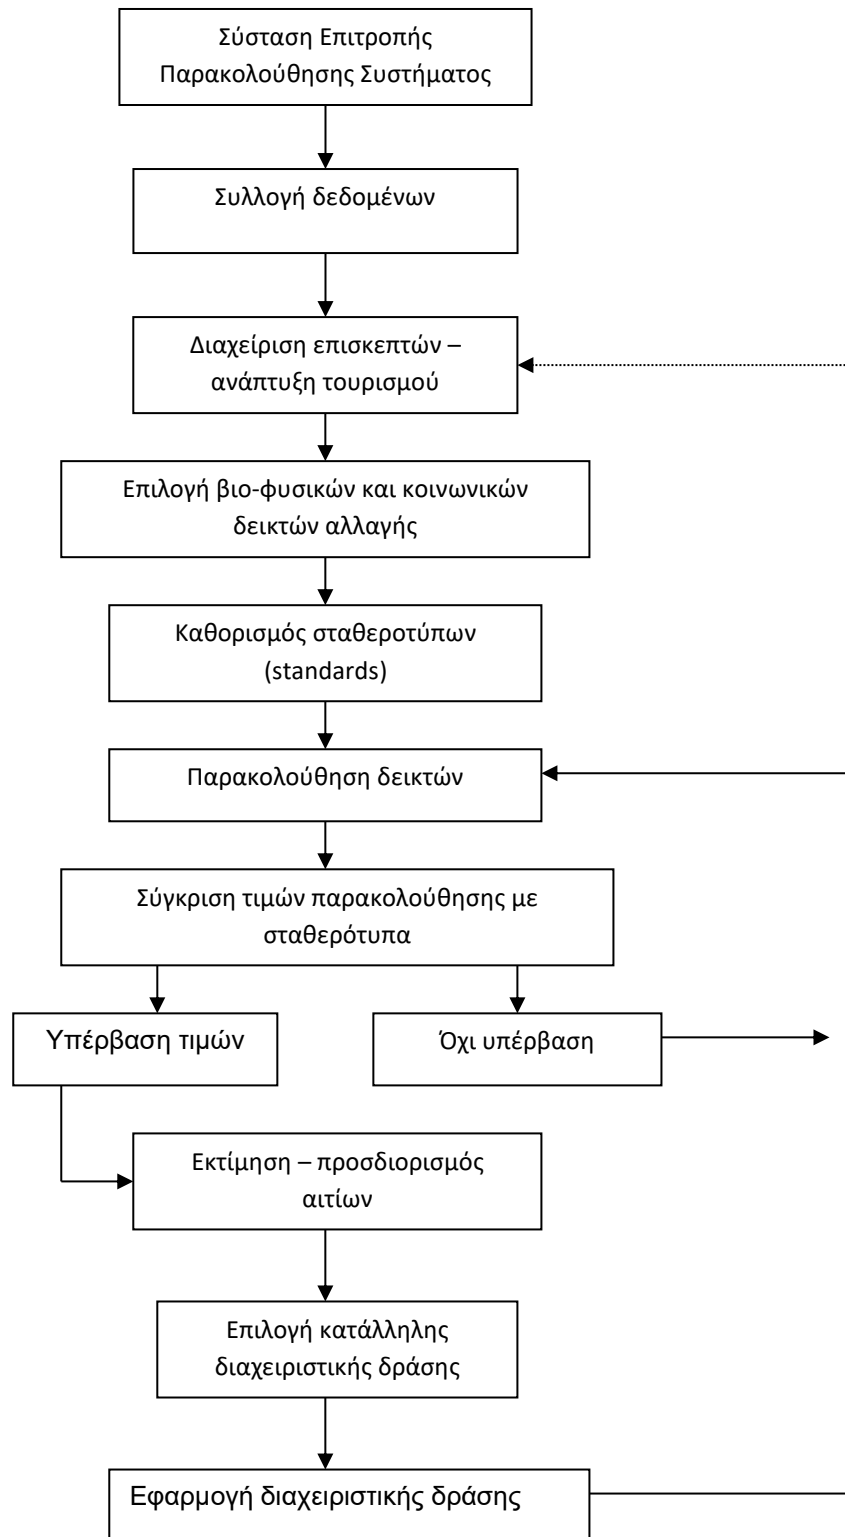 Σύσταση Επιτροπής
Παρακολούθησης Συστήματος
Συλλογή δεδομένων
Διαχείριση επισκεπτών –
ανάπτυξη τουρισμού
Επιλογή βιο-φυσικών και κοινωνικών
δεικτών αλλαγής
Καθορισμός σταθεροτύπων
(standards)
Παρακολούθηση δεικτών
Σύγκριση τιμών παρακολούθησης με
σταθερότυπα
Υπέρβαση τιμών
Όχι υπέρβαση
Εκτίμηση – προσδιορισμός
αιτίων
Επιλογή κατάλληλης
διαχειριστικής δράσης
Εφαρμογή διαχειριστικής δράσης